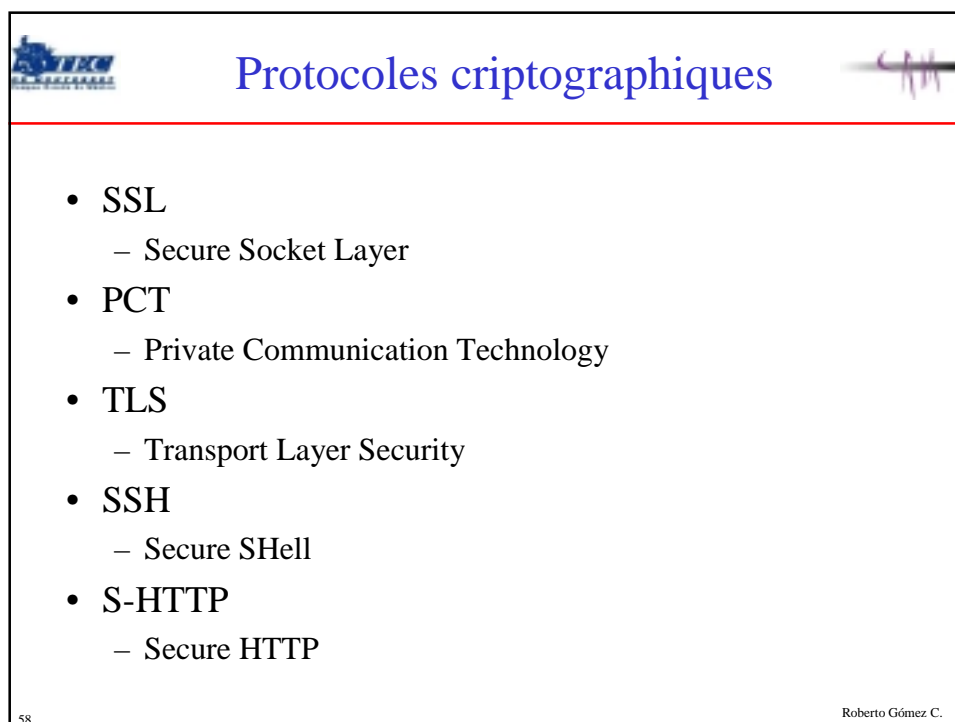 TEC
Protocoles criptographiques
• SSL
– Secure Socket Layer
• PCT
– Private Communication Technology
• TLS
– Transport Layer Security
• SSH
– Secure SHell
• S-HTTP
– Secure HTTP
58
Roberto Gómez C.